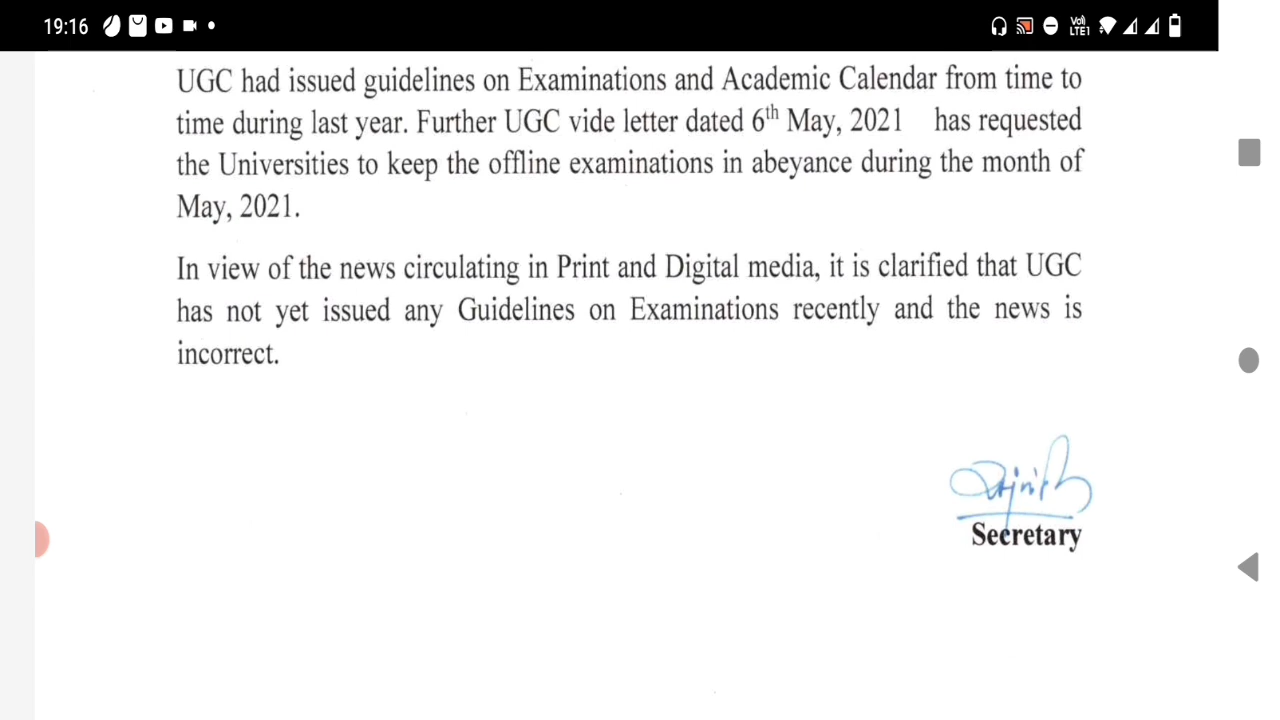 19:16
Vol)
LTE1
UGC had issued guidelines on Examinations and Academic Calendar from time to
time during last year. Further UGC vide letter dated 6th May, 2021 has requested
the Universities to keep the offline examinations in abeyance during the month of
May, 2021.
In view of the news circulating in Print and Digital media, it is clarified that UGC
has not yet issued any Guidelines on Examinations recently and the news is
incorrect.
Secretary